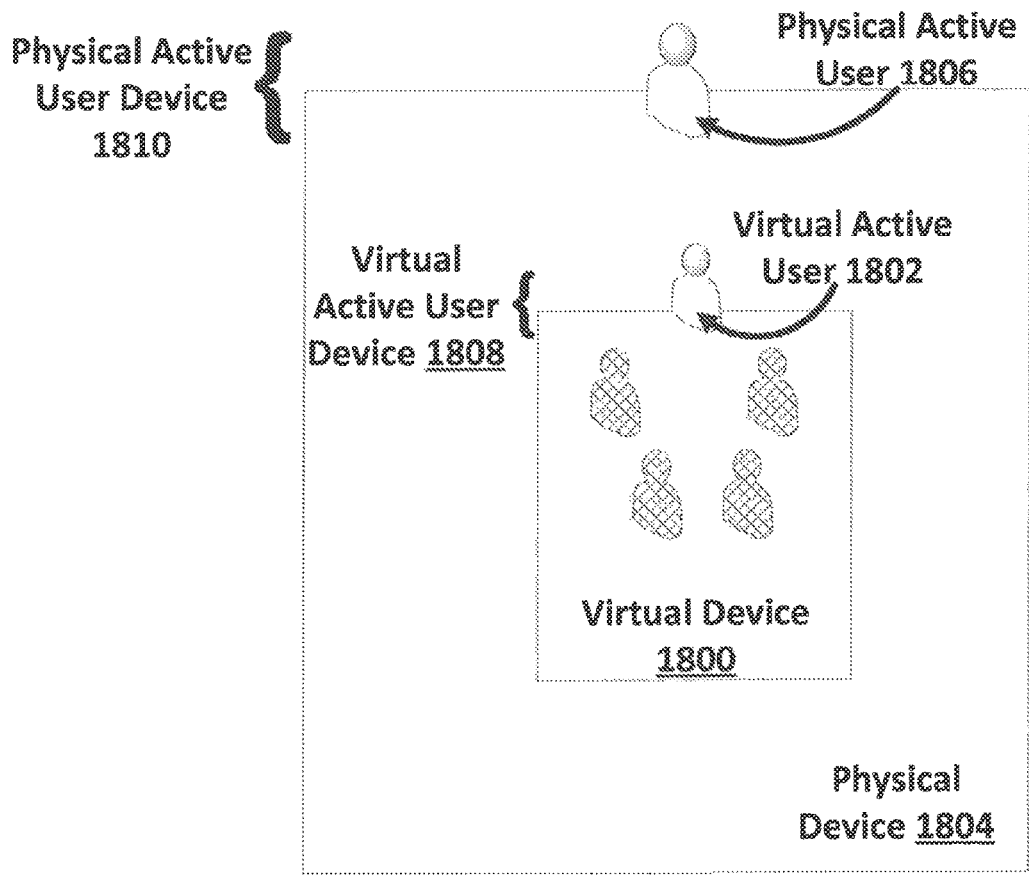 Physical Active
User Device
1810
Physical Active
User 1806
Virtual Active
User 1802
Virtual
Active User
Device 1808
Virtual Device
1800
Physical
Device 1804